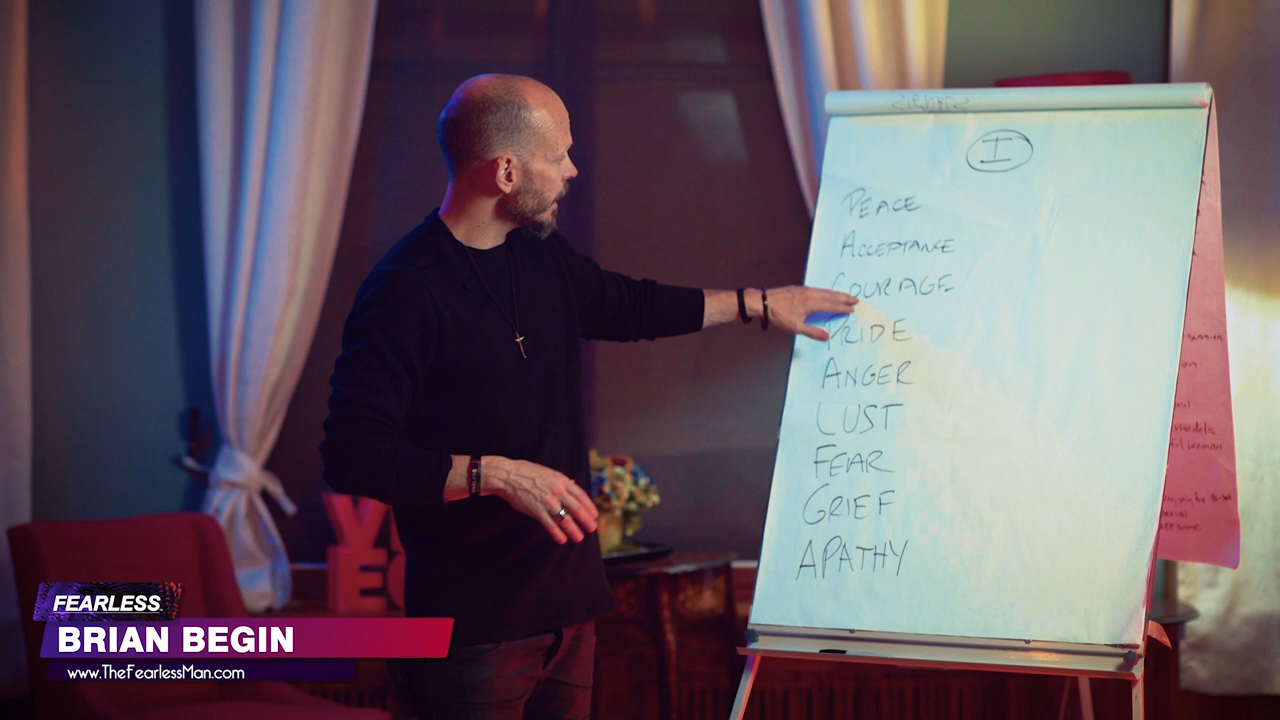 I
PEACE
ACCEPTANCE
COURAGE
PRIDE
ANGER
LUST
FEAR
GRIEF
APATHY
FEARLESS
BRIAN BEGIN
www.TheFearlessMan.com